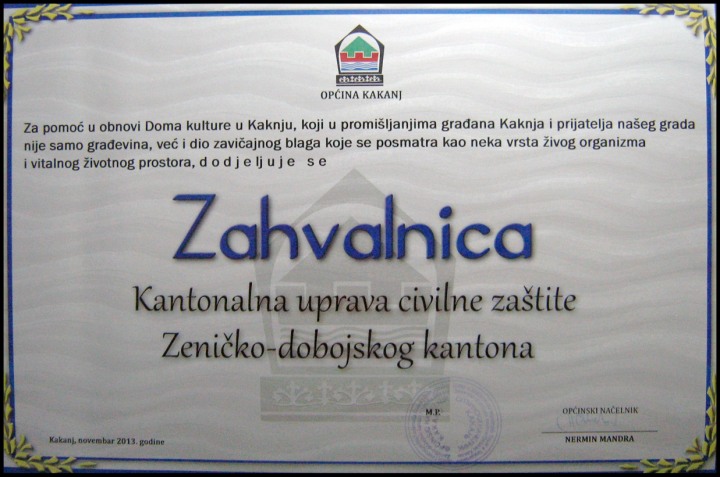 OPĆINA KAKANJ
Za pomoć u obnovi Doma kulture u Kaknju, koji u promišljanjima građana Kaknja i prijatelja našeg grada
nije samo građevina, već i dio zavičajnog blaga koje se posmatra kao neka vrsta živog organizma
i vitalnog životnog prostora, d o d j e lj u j e  s e
Zahvalnica
Kantonalna uprava civilne zaštite
Zeničko-dobojskog kantona
M.P.
OPĆINSKI NAČELNIK
Kakanj, novembar 2013. godine
NERMIN MANDRA